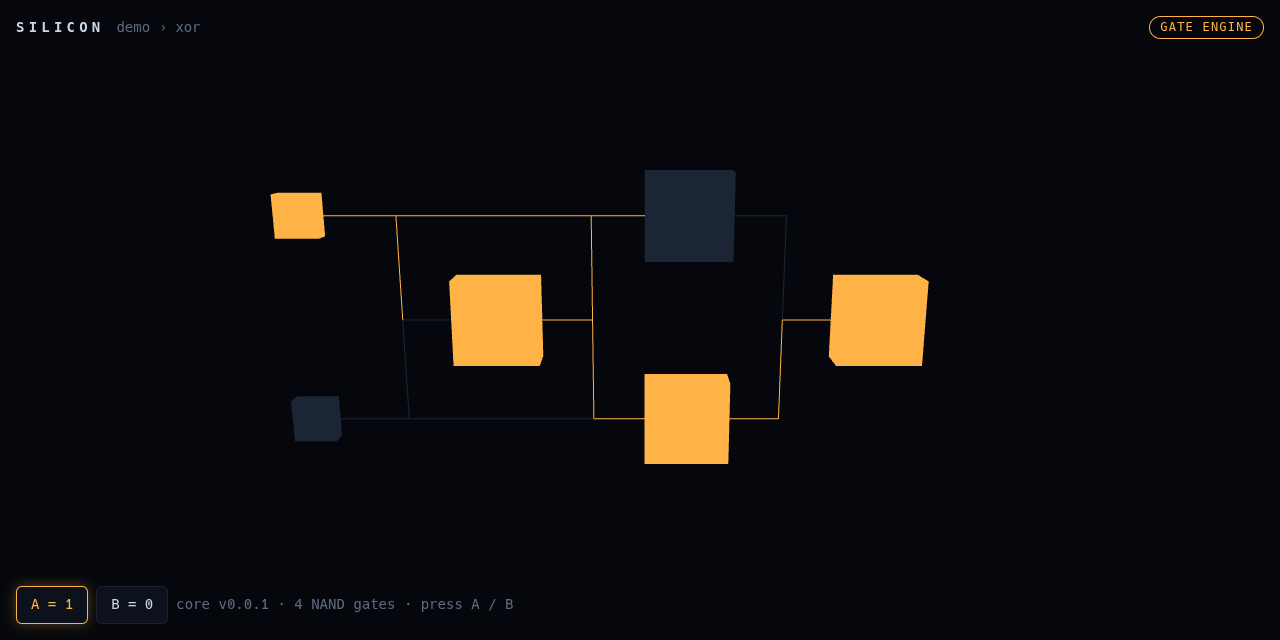 SILICON demo › xor
GATE ENGINE
A = 1 B = 0 core v0.0.1 · 4 NAND gates · press A / B